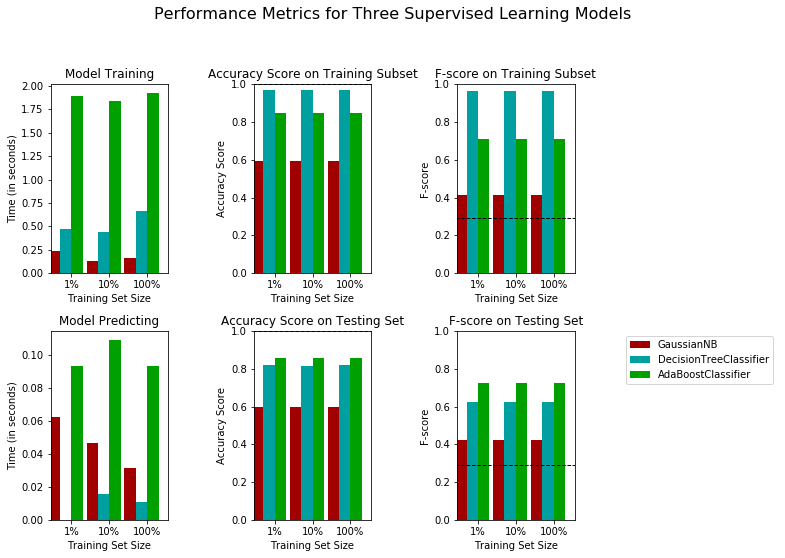 Performance Metrics for Three Supervised Learning Models
Model Training
Time (in seconds)
2.00
1.75
1.50
1.25
1.00
0.75
0.50
0.25
0.00
1% 10% 100%
Training Set Size
Accuracy Score on Training Subset
Accuracy Score
1.0
0.8
0.6
0.4
0.2
0.0
1% 10% 100%
Training Set Size
F-score on Training Subset
F-score
1.0
0.8
0.6
0.4
0.2
0.0
1% 10% 100%
Training Set Size
Model Predicting
Time (in seconds)
0.10
0.08
0.06
0.04
0.02
0.00
1% 10% 100%
Training Set Size
Accuracy Score on Testing Set
Accuracy Score
1.0
0.8
0.6
0.4
0.2
0.0
1% 10% 100%
Training Set Size
F-score on Testing Set
F-score
1.0
0.8
0.6
0.4
0.2
0.0
1% 10% 100%
Training Set Size
GaussianNB
DecisionTreeClassifier
AdaBoostClassifier